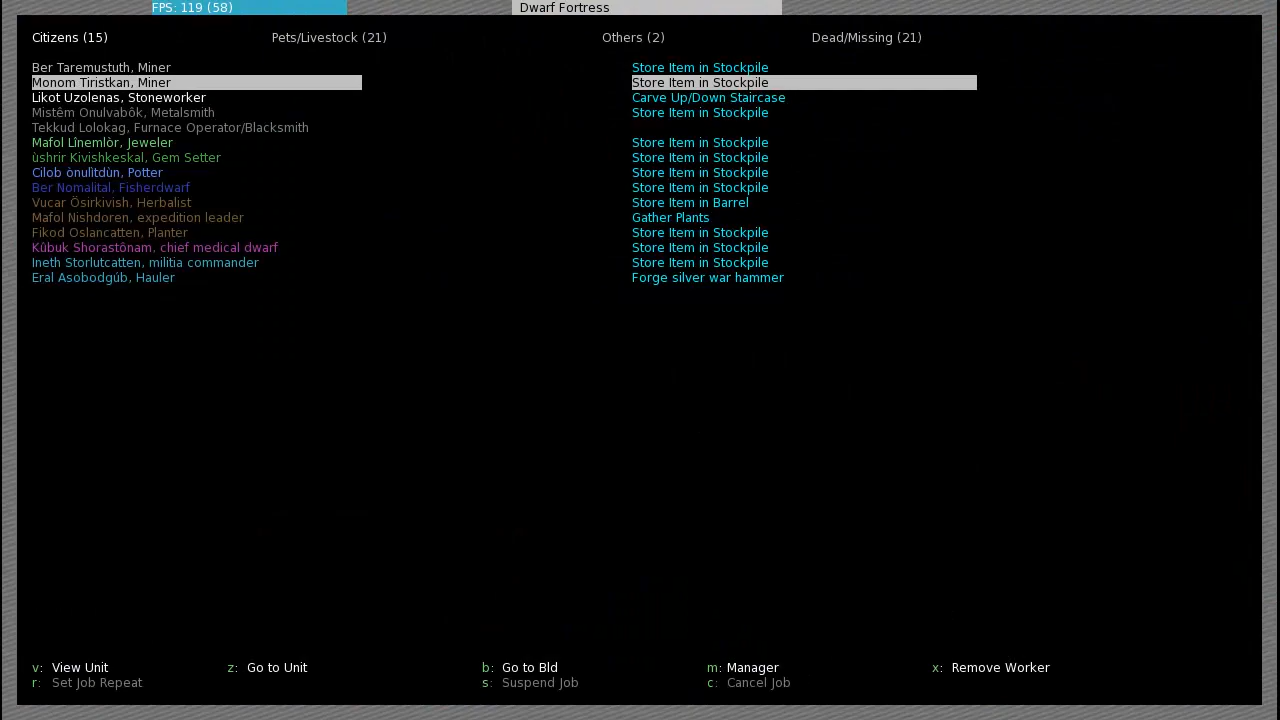 FPS: 119 (58) Dwarf Fortress
Citizens (15) Pets/Livestock (21) Others (2) Dead/Missing (21)
Ber Taremustuth, Miner Store Item in Stockpile
Monom Tiristkan, Miner Store Item in Stockpile
Likot Uzolenas, Stoneworker Carve Up/Down Staircase
Mistêm Onulvabôk, Metalsmith Store Item in Stockpile
Tekkud Lolokag, Furnace Operator/Blacksmith
Mafol Lînemlòr, Jeweler Store Item in Stockpile
ùshrir Kivishkeskal, Gem Setter Store Item in Stockpile
Cilob ònulîtdùn, Potter Store Item in Stockpile
Ber Nomalital, Fisherdwarf Store Item in Stockpile
Vucar Ösirkivish, Herbalist Store Item in Barrel
Mafol Nishdoren, expedition leader Gather Plants
Fikod Oslancatten, Planter Store Item in Stockpile
Kûbuk Shorastônam, chief medical dwarf Store Item in Stockpile
Ineth Storlutcatten, militia commander Store Item in Stockpile
Eral Asobodgúb, Hauler Forge silver war hammer
v: View Unit z: Go to Unit b: Go to Bld m: Manager x: Remove Worker
r: Set Job Repeat s: Suspend Job c: Cancel Job